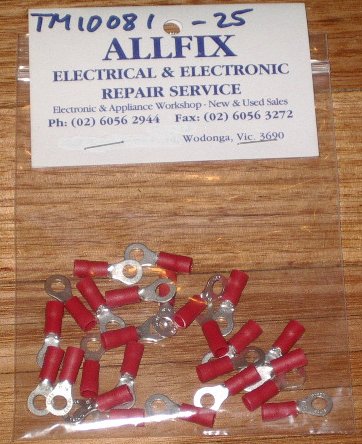 TM10081 -25
ALLFIX
ELECTRICAL & ELECTRONIC
REPAIR SERVICE
Electronic & Appliance Workshop - New & Used Sales
Ph: (02) 6056 2944 Fax: (02) 6056 3272
Wodonga, Vic. 3690